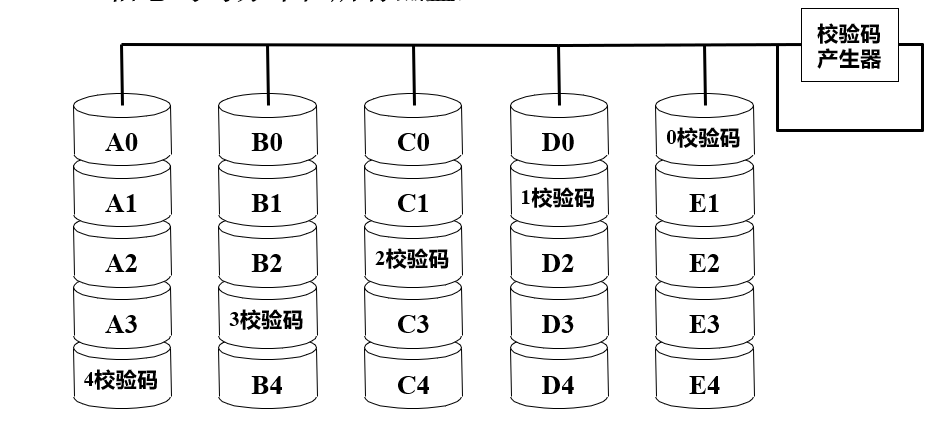 校验码
产生器
A0 B0 C0 D0 0校验码
A1 B1 C1 1校验码 E1
A2 B2 2校验码 D2 E2
A3 3校验码 C3 D3 E3
4校验码 B4 C4 D4 E4